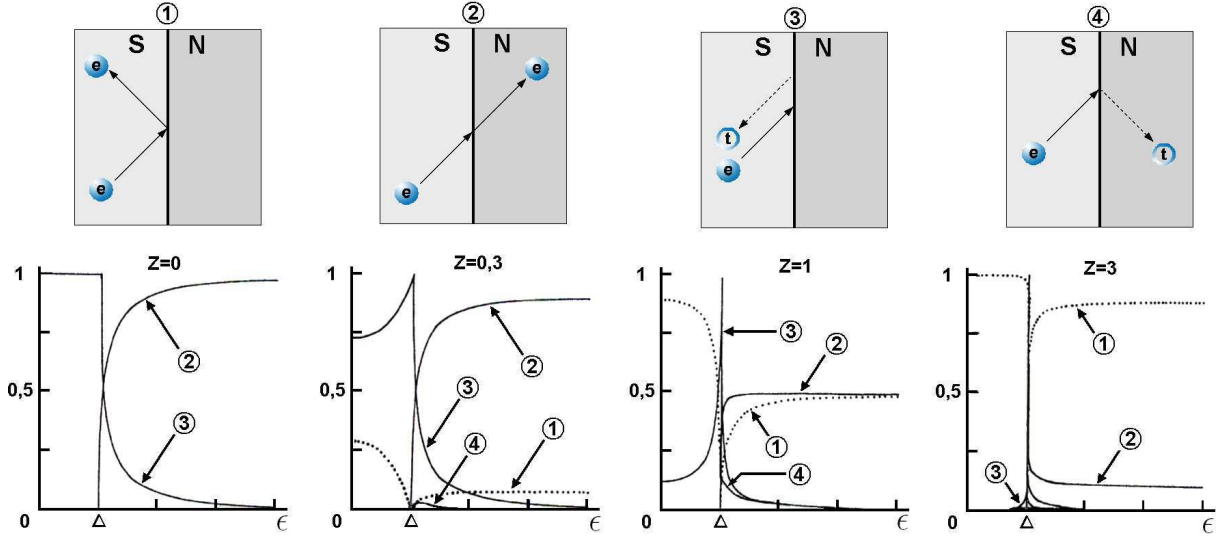 ① ② ③ ④
S N S N S N S N
e e
e e
t e
e t
Z=0 Z=0,3 Z=1 Z=3
1 1 1 1
② ② ③ ② ①
0,5 0,5 0,5 0,5
③ ③ ④ ① ① ④ ③ ②
0 Δ ϵ 0 Δ ϵ 0 Δ ϵ 0 Δ ϵ